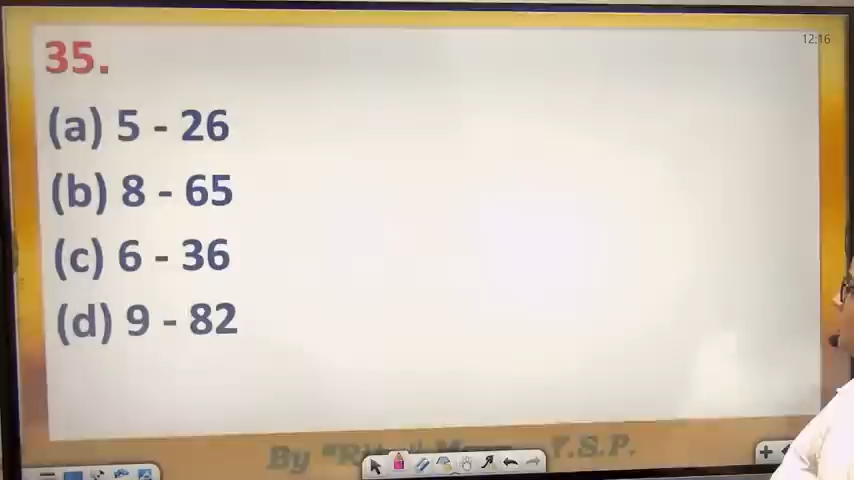 35.
12:16
(a) 5 - 26
(b) 8 - 65
(c) 6 - 36
(d) 9 - 82
By Y.S.P.